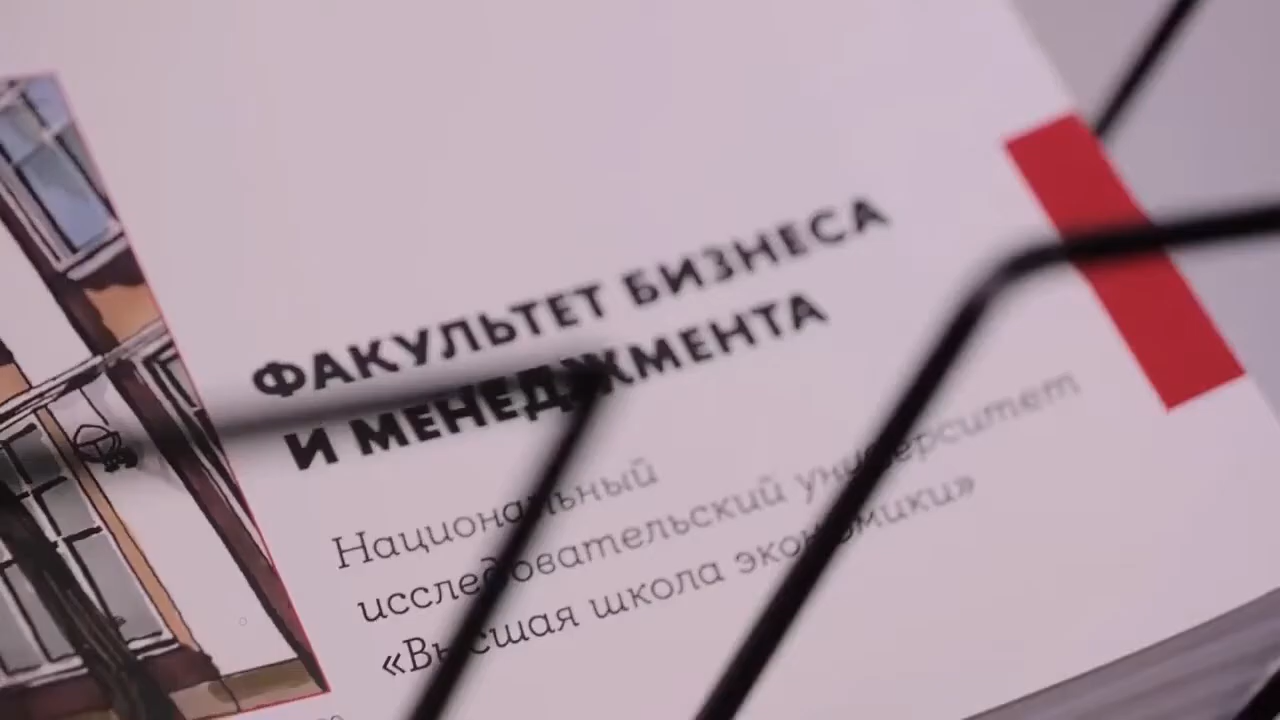 ФАКУЛЬТЕТ БИЗНЕСА
И МЕНЕДЖМЕНТА
Национальный
исследовательский университет
«Высшая школа экономики»